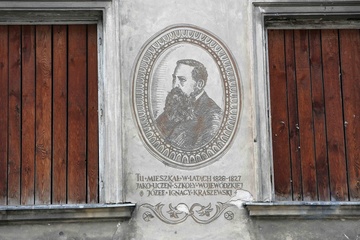 TU·MIESZKAŁ·W·LATACH·1826-1827
JAKO·UCZEŃ·SZKOŁY·WOJEWÓDZKIEJ
JÓZEF·IGNACY·KRASZEWSKI